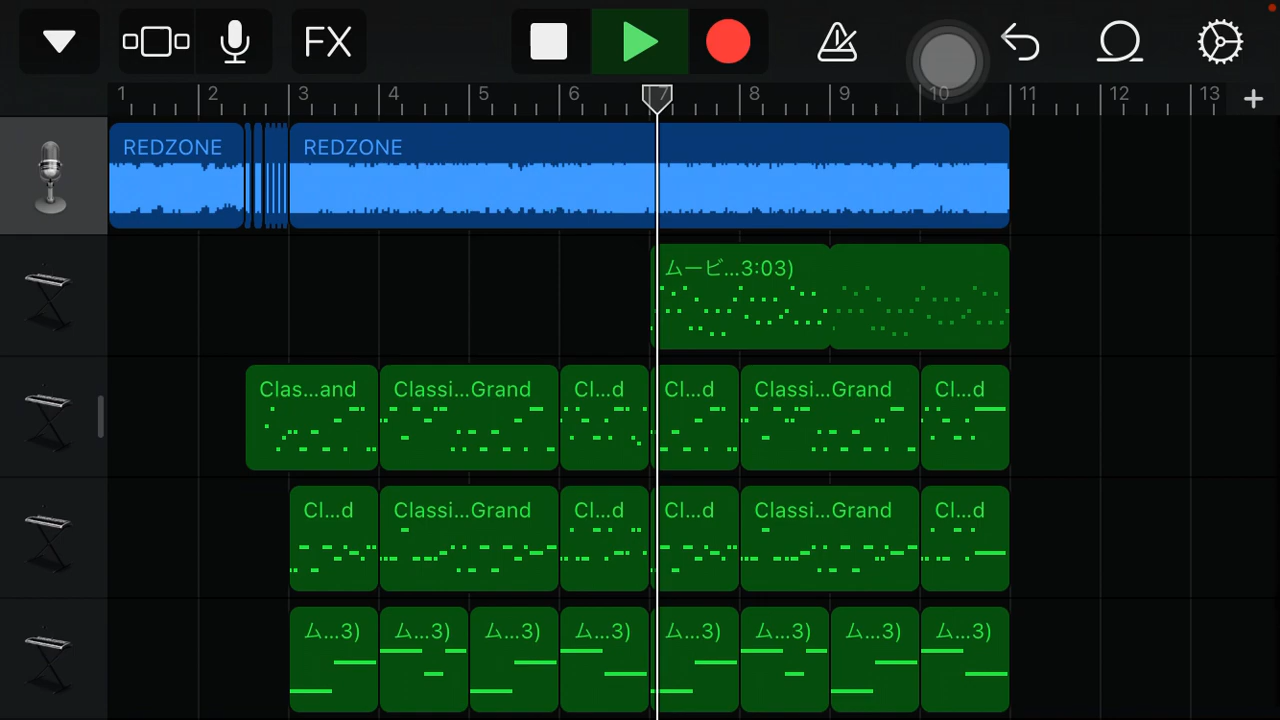 FX
1 2 3 4 5 6 7 8 9 10 11 12 13
REDZONE REDZONE
ムービ...3:03)
Clas...and Classi...Grand Cl...d Cl...d Classi...Grand Cl...d
Cl...d Classi...Grand Cl...d Cl...d Classi...Grand Cl...d
ム...3) ム...3) ム...3) ム...3) ム...3) ム...3) ム...3) ム...3)